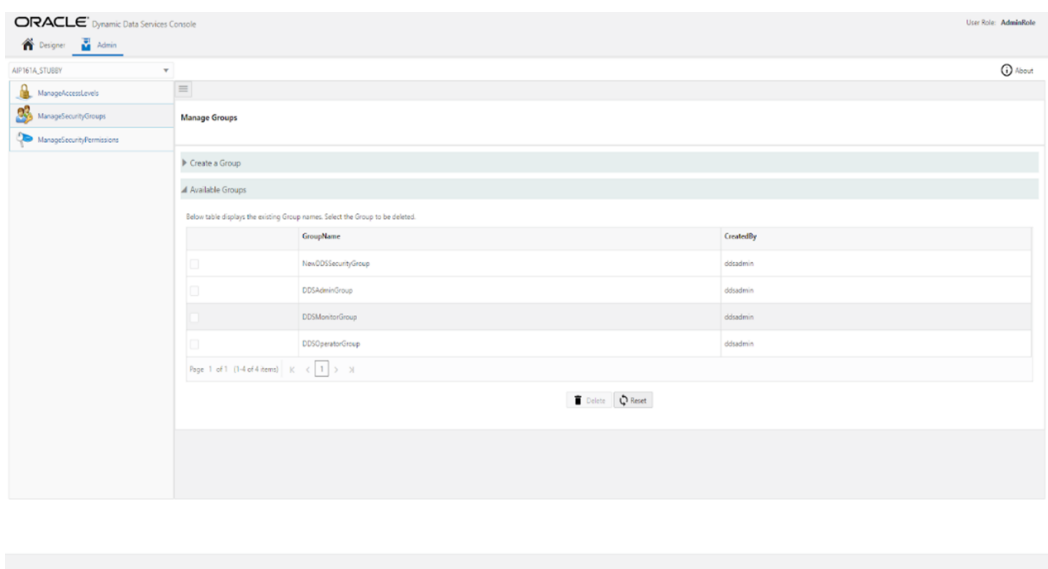 ORACLE Dynamic Data Services Console
User Role: AdminRole
Designer Admin
AIP161A_STUBBY
About
ManageAccessLevels
ManageSecurityGroups
ManageSecurityPermissions
Manage Groups
Create a Group
Available Groups
Below table displays the existing Group names. Select the Group to be deleted.
GroupName CreatedBy
NewDDSSecurityGroup ddsadmin
DDSAdminGroup ddsadmin
DDSMonitorGroup ddsadmin
DDSOperatorGroup ddsadmin
Page 1 of 1 (1-4 of 4 items) 1
Delete Reset